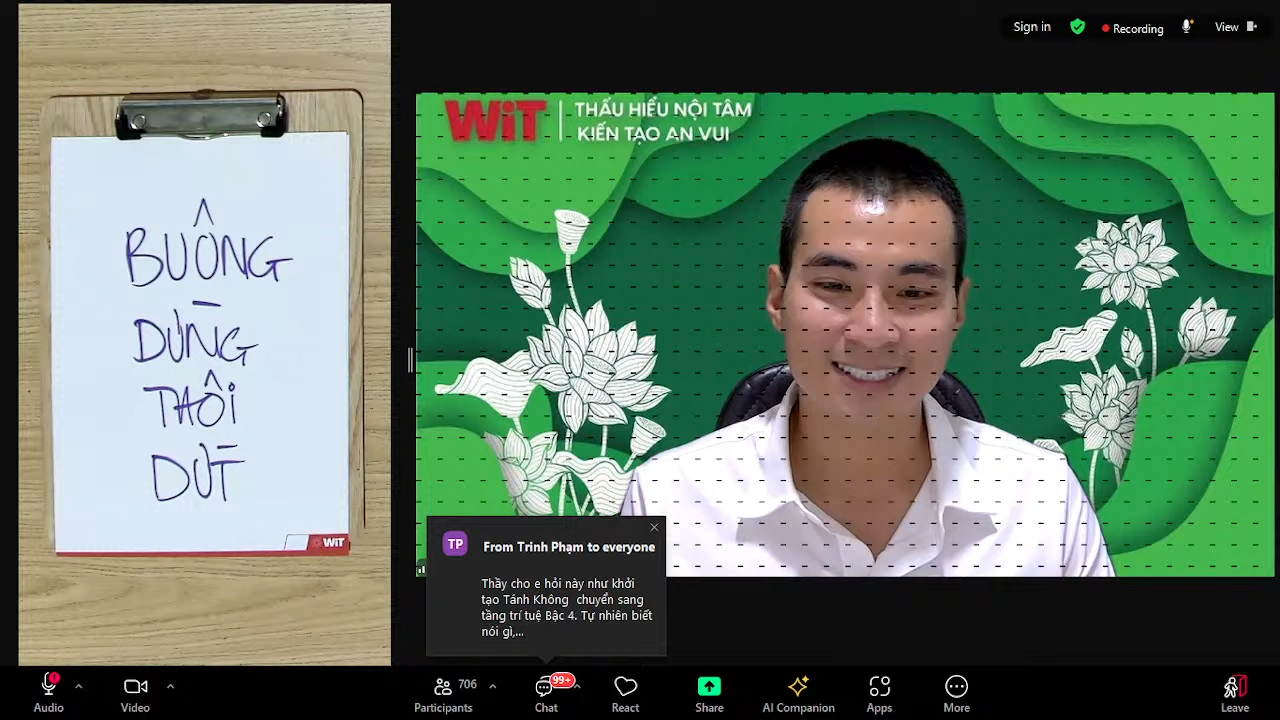 Sign in
Recording
View
WiT
THẤU HIỂU NỘI TÂM
KIẾN TẠO AN VUI
BUÔNG
DỪNG
THÔI
DỨT
WiT
TP
From Trinh Phạm to everyone
Thầy cho e hỏi này như khởi
tạo Tánh Không chuyển sang
tầng trí tuệ Bậc 4. Tự nhiên biết
nói gì,...
Audio
Video
706
Participants
99+
Chat
React
Share
AI Companion
Apps
More
Leave